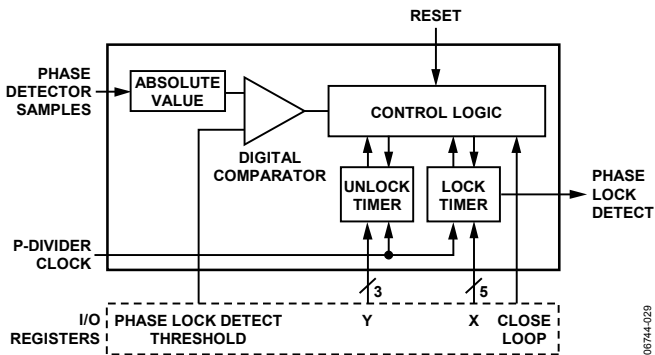 RESET
PHASE
DETECTOR
SAMPLES
ABSOLUTE
VALUE
DIGITAL
COMPARATOR
CONTROL LOGIC
UNLOCK
TIMER
LOCK
TIMER
PHASE
LOCK
DETECT
P-DIVIDER
CLOCK
3
5
I/O
REGISTERS
PHASE LOCK DETECT
THRESHOLD
Y
X
CLOSE
LOOP
06744-029